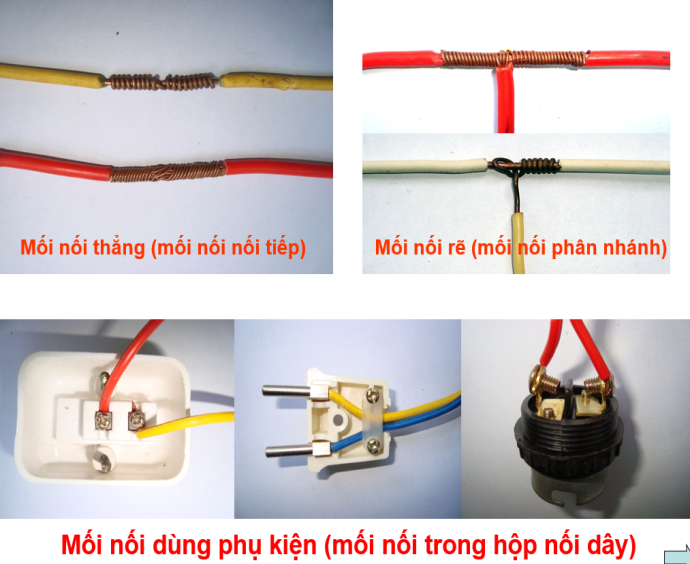 Mối nối thẳng (mối nối nối tiếp)
Mối nối rẽ (mối nối phân nhánh)
Mối nối dùng phụ kiện (mối nối trong hộp nối dây)